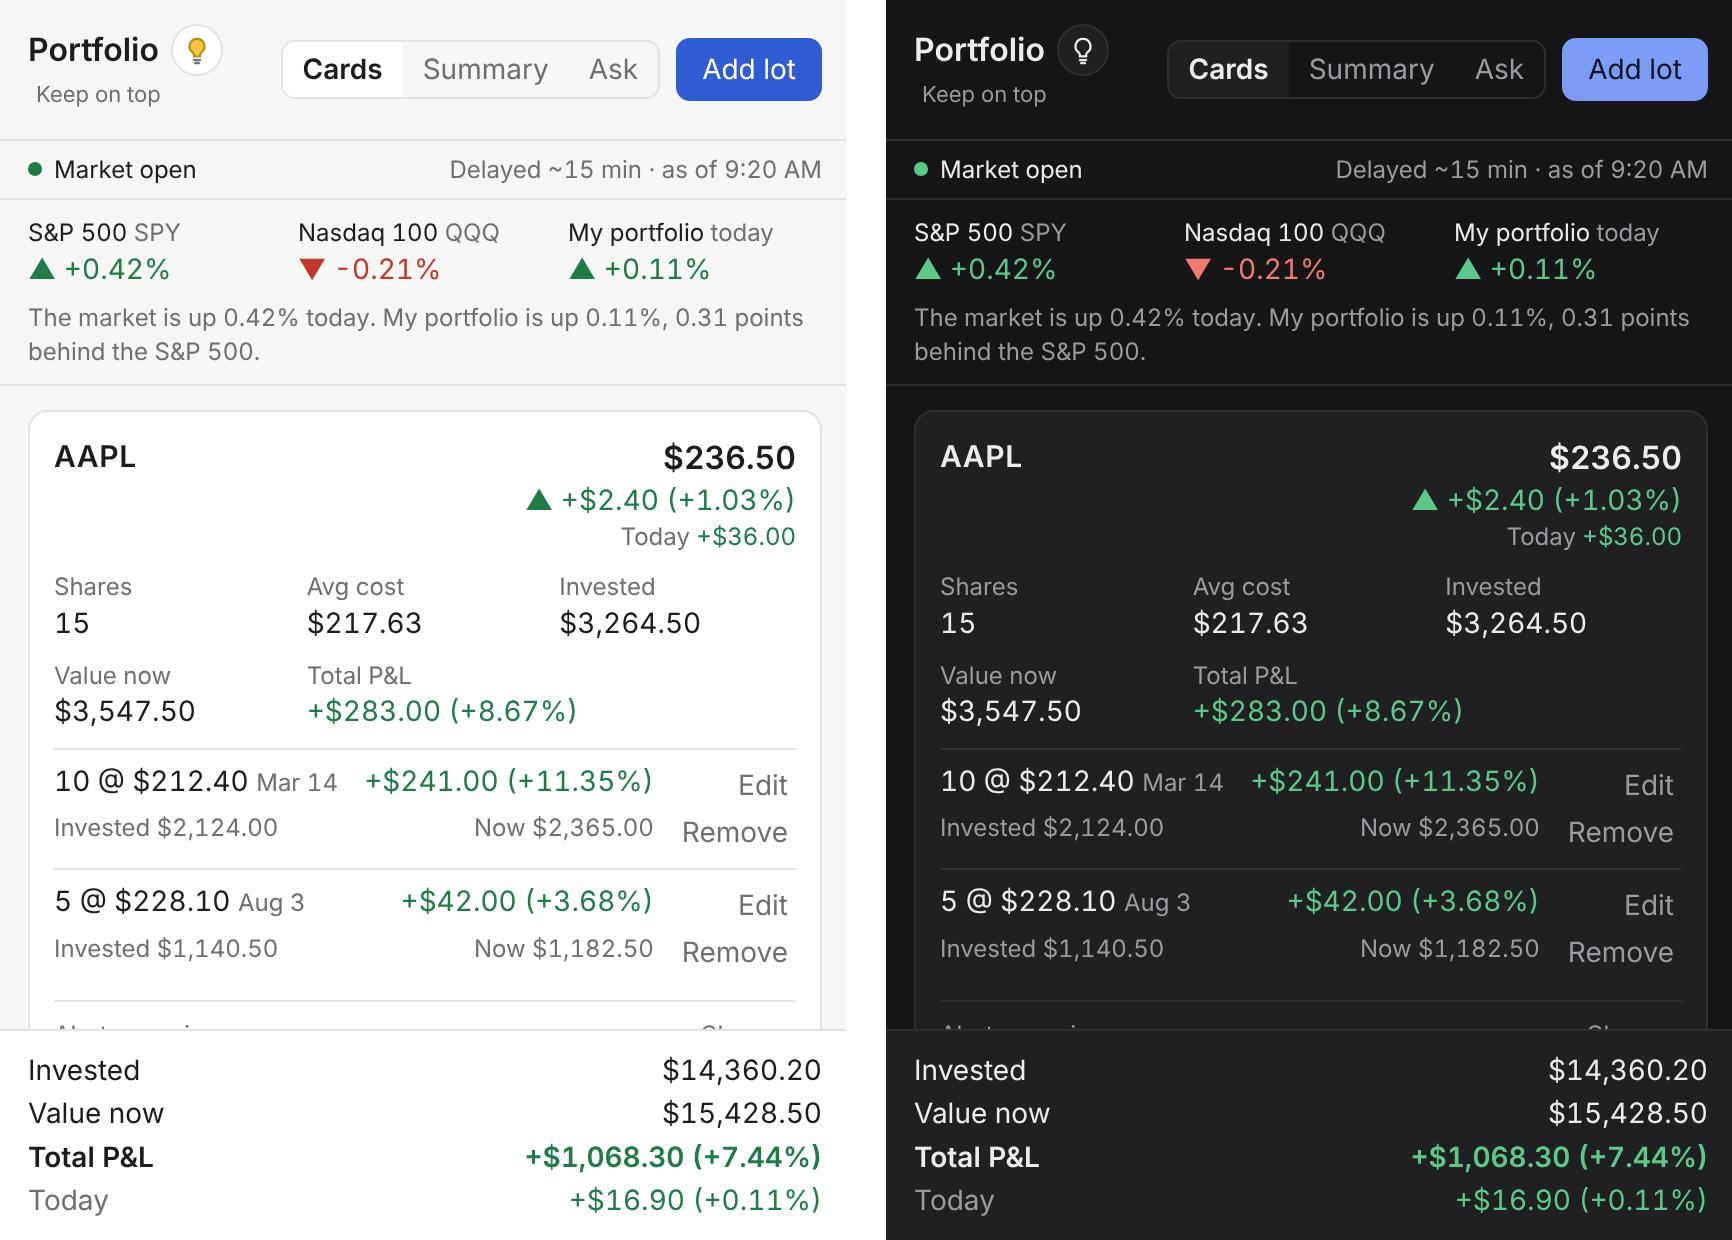 Portfolio
Keep on top
Cards Summary Ask
Add lot
Market open
Delayed ~15 min · as of 9:20 AM
S&P 500 SPY
▲ +0.42%
Nasdaq 100 QQQ
▼ -0.21%
My portfolio today
▲ +0.11%
The market is up 0.42% today. My portfolio is up 0.11%, 0.31 points
behind the S&P 500.
AAPL
$236.50
▲ +$2.40 (+1.03%)
Today +$36.00
Shares
15
Avg cost
$217.63
Invested
$3,264.50
Value now
$3,547.50
Total P&L
+$283.00 (+8.67%)
10 @ $212.40 Mar 14 +$241.00 (+11.35%) Edit
Invested $2,124.00 Now $2,365.00 Remove
5 @ $228.10 Aug 3 +$42.00 (+3.68%) Edit
Invested $1,140.50 Now $1,182.50 Remove
Invested $14,360.20
Value now $15,428.50
Total P&L +$1,068.30 (+7.44%)
Today +$16.90 (+0.11%)
Portfolio
Keep on top
Cards Summary Ask
Add lot
Market open
Delayed ~15 min · as of 9:20 AM
S&P 500 SPY
▲ +0.42%
Nasdaq 100 QQQ
▼ -0.21%
My portfolio today
▲ +0.11%
The market is up 0.42% today. My portfolio is up 0.11%, 0.31 points
behind the S&P 500.
AAPL
$236.50
▲ +$2.40 (+1.03%)
Today +$36.00
Shares
15
Avg cost
$217.63
Invested
$3,264.50
Value now
$3,547.50
Total P&L
+$283.00 (+8.67%)
10 @ $212.40 Mar 14 +$241.00 (+11.35%) Edit
Invested $2,124.00 Now $2,365.00 Remove
5 @ $228.10 Aug 3 +$42.00 (+3.68%) Edit
Invested $1,140.50 Now $1,182.50 Remove
Invested $14,360.20
Value now $15,428.50
Total P&L +$1,068.30 (+7.44%)
Today +$16.90 (+0.11%)